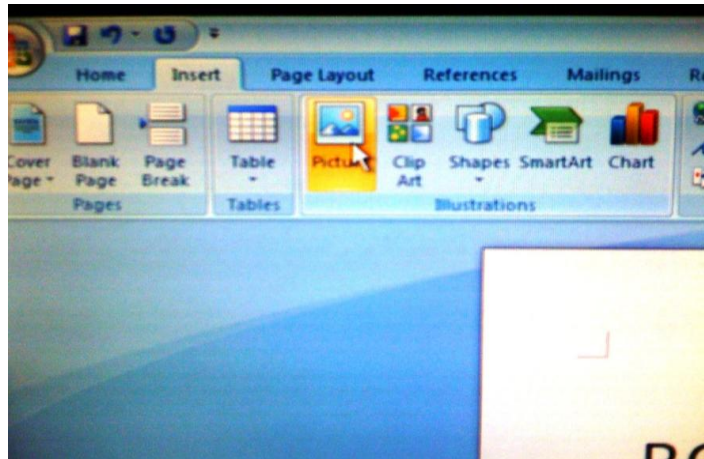 Home Insert Page Layout References Mailings
Cover Blank Page Table Picture Clip Shapes SmartArt Chart
Page Page Break Art
Pages Tables Illustrations